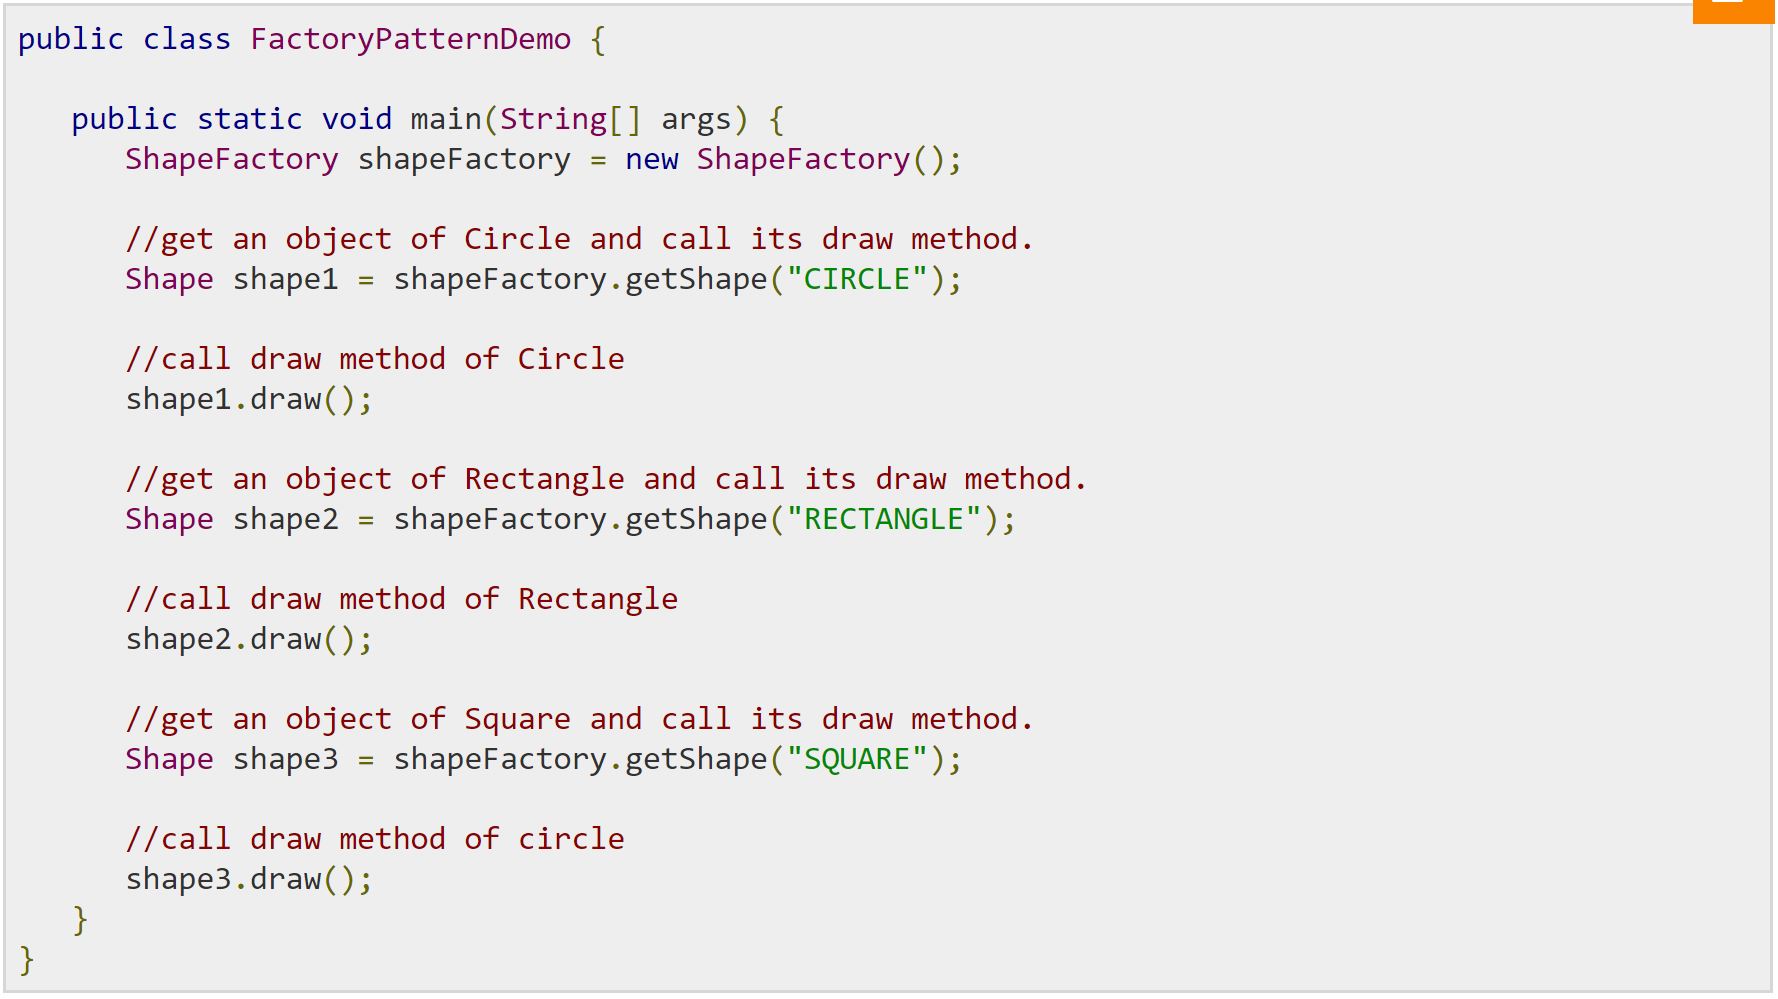 public class FactoryPatternDemo {
public static void main(String[] args) {
ShapeFactory shapeFactory = new ShapeFactory();
//get an object of Circle and call its draw method.
Shape shape1 = shapeFactory.getShape("CIRCLE");
//call draw method of Circle
shape1.draw();
//get an object of Rectangle and call its draw method.
Shape shape2 = shapeFactory.getShape("RECTANGLE");
//call draw method of Rectangle
shape2.draw();
//get an object of Square and call its draw method.
Shape shape3 = shapeFactory.getShape("SQUARE");
//call draw method of circle
shape3.draw();
}
}